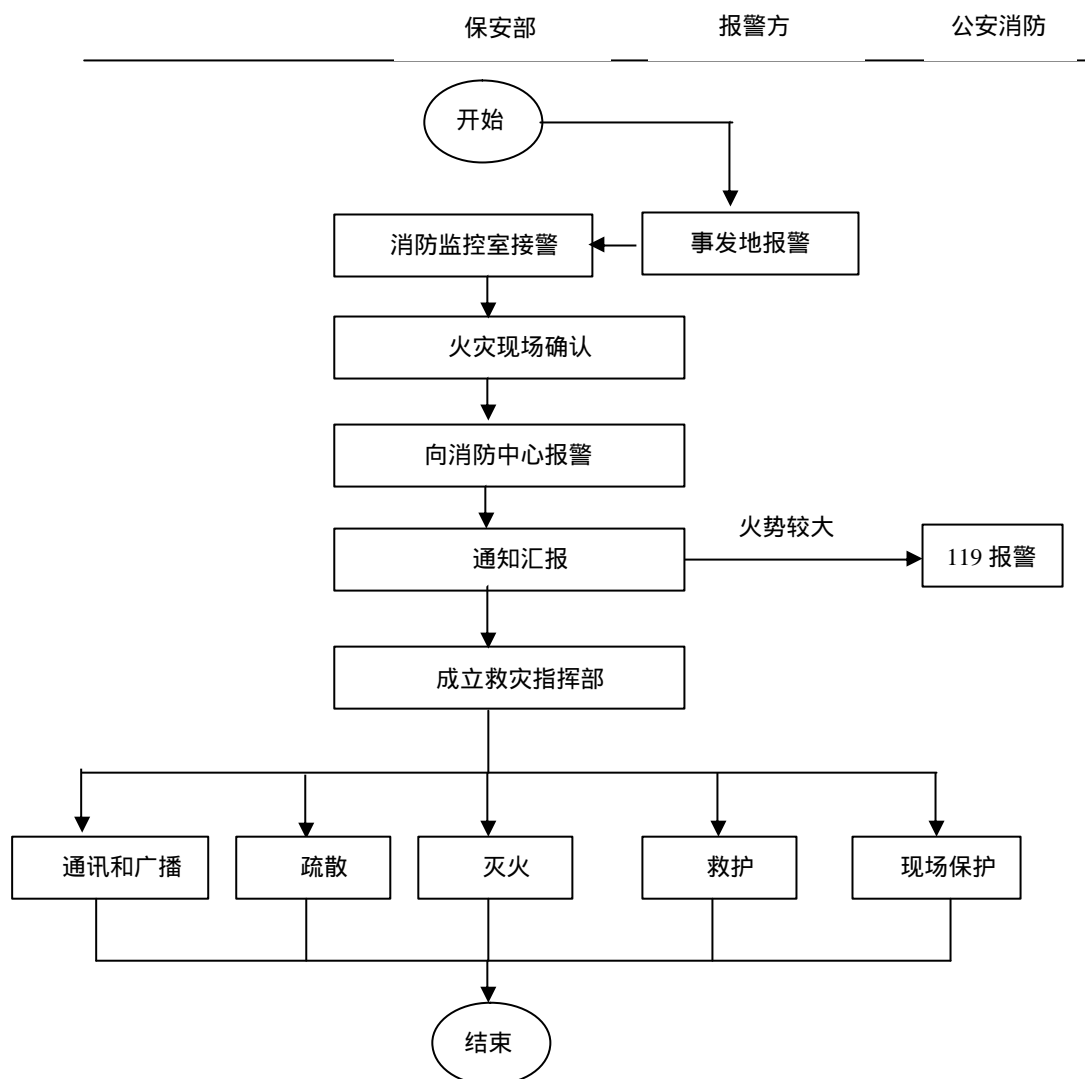 保安部
报警方
公安消防
开始
消防监控室接警
事发地报警
火灾现场确认
向消防中心报警
火势较大
通知汇报
119 报警
成立救灾指挥部
通讯和广播
疏散
灭火
救护
现场保护
结束